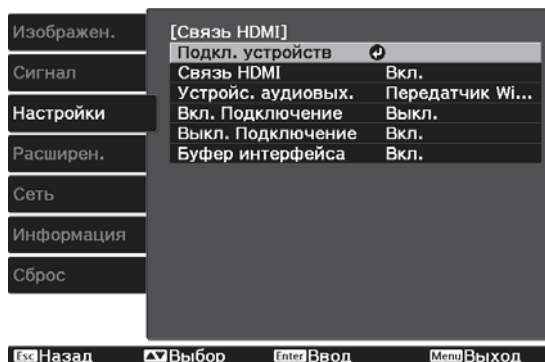 Изображен.
Сигнал
Настройки
Расширен.
Сеть
Информация
Сброс
[Связь HDMI]
Подкл. устройств
Связь HDMI Вкл.
Устройс. аудиовых. Передатчик Wi...
Вкл. Подключение Выкл.
Выкл. Подключение Вкл.
Буфер интерфейса Вкл.
Esc Назад Выбор Enter Ввод Menu Выход